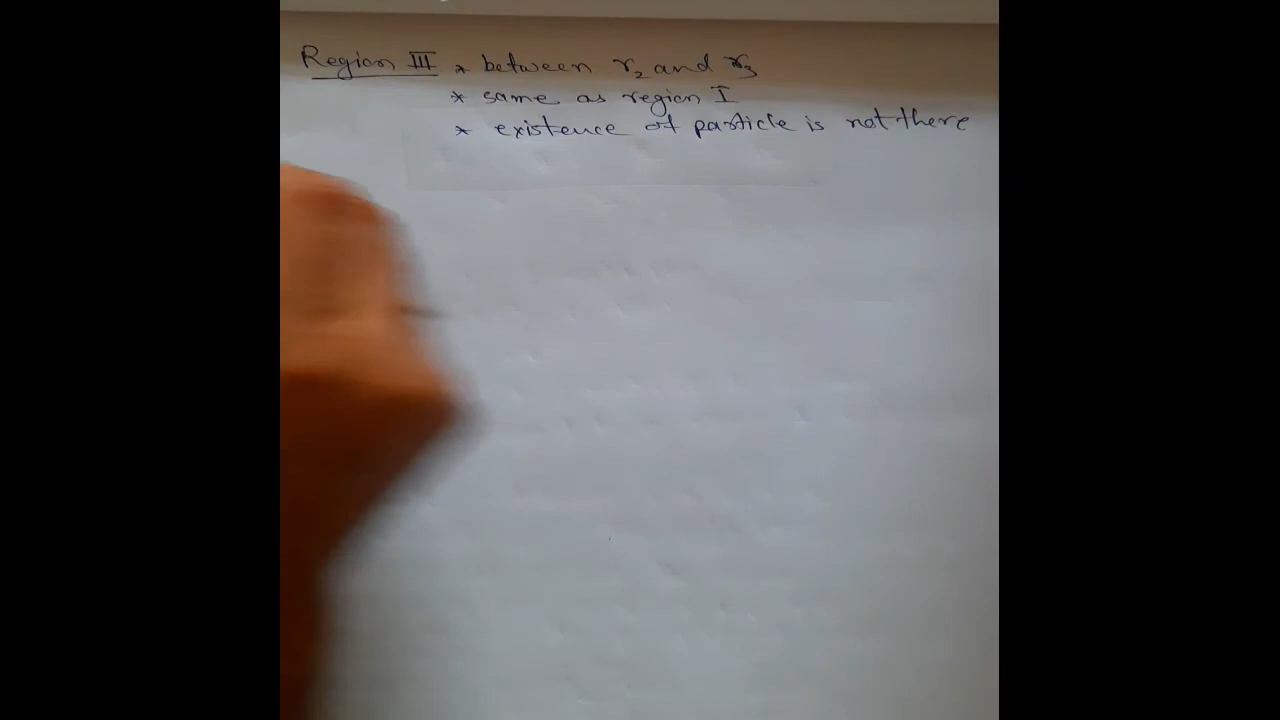 Region III * between r₂ and r₃
* same as region I
* existence of particle is not there